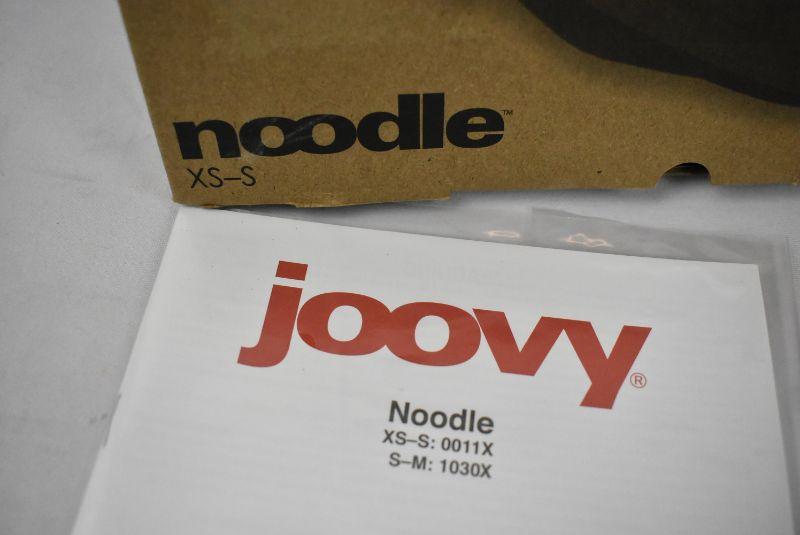 noodle™
XS–S
joovy®
Noodle
XS–S: 0011X
S–M: 1030X